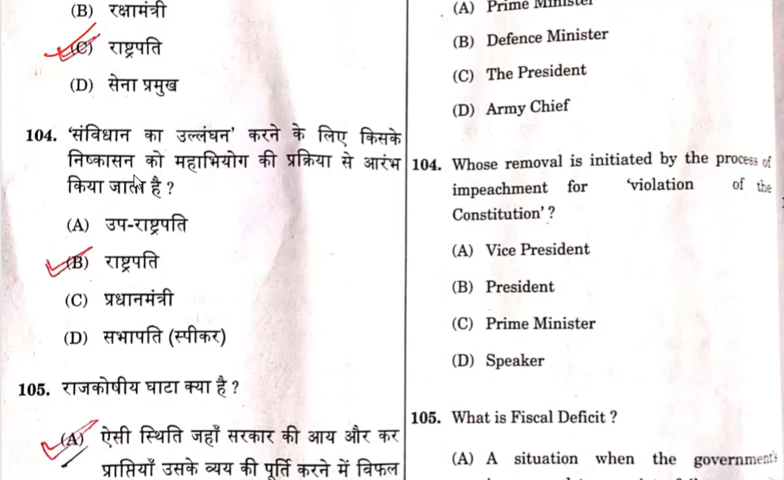 (B) रक्षामंत्री
(C) राष्ट्रपति
(D) सेना प्रमुख
104. 'संविधान का उल्लंघन' करने के लिए किसके
निष्कासन को महाभियोग की प्रक्रिया से आरंभ
किया जाता है ?
(A) उप-राष्ट्रपति
(B) राष्ट्रपति
(C) प्रधानमंत्री
(D) सभापति (स्पीकर)
105. राजकोषीय घाटा क्या है ?
(A) ऐसी स्थिति जहाँ सरकार की आय और कर
प्राप्तियाँ उसके व्यय की पूर्ति करने में विफल
(A) Prime Minister
(B) Defence Minister
(C) The President
(D) Army Chief
104. Whose removal is initiated by the process of
impeachment for 'violation of the
Constitution' ?
(A) Vice President
(B) President
(C) Prime Minister
(D) Speaker
105. What is Fiscal Deficit ?
(A) A situation when the government's